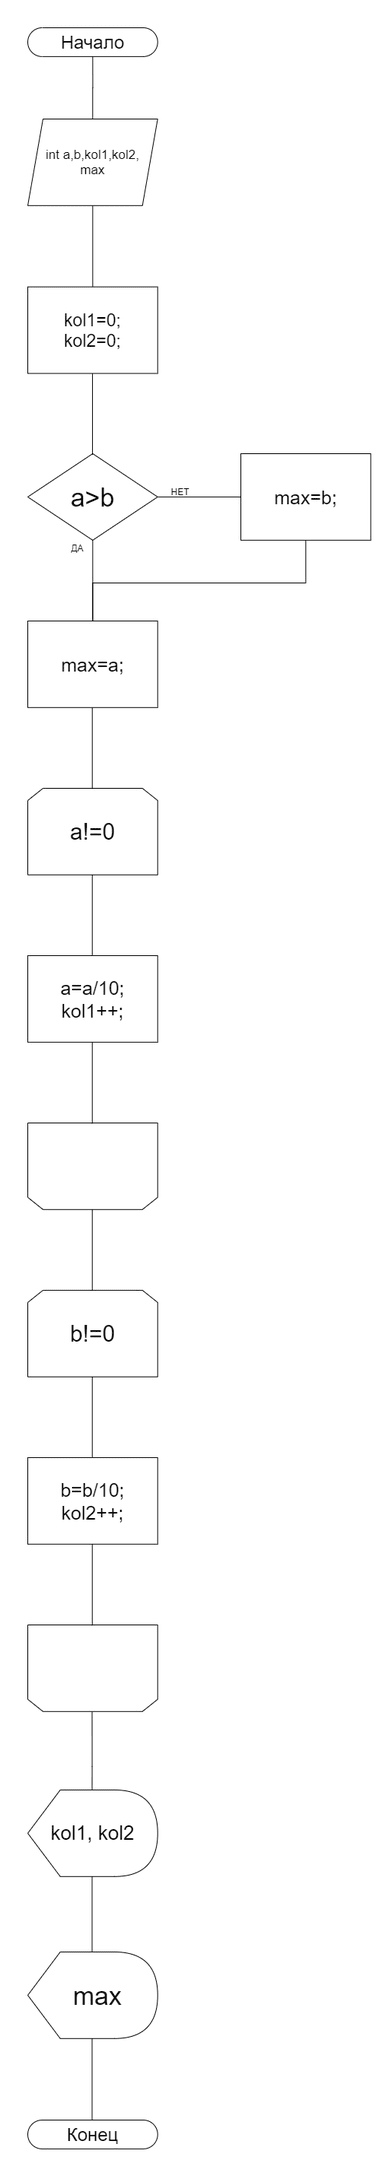 Начало
int a,b,kol1,kol2,
max
kol1=0;
kol2=0;
a>b
НЕТ
max=b;
ДА
max=a;
a!=0
a=a/10;
kol1++;
b!=0
b=b/10;
kol2++;
kol1, kol2
max
Конец